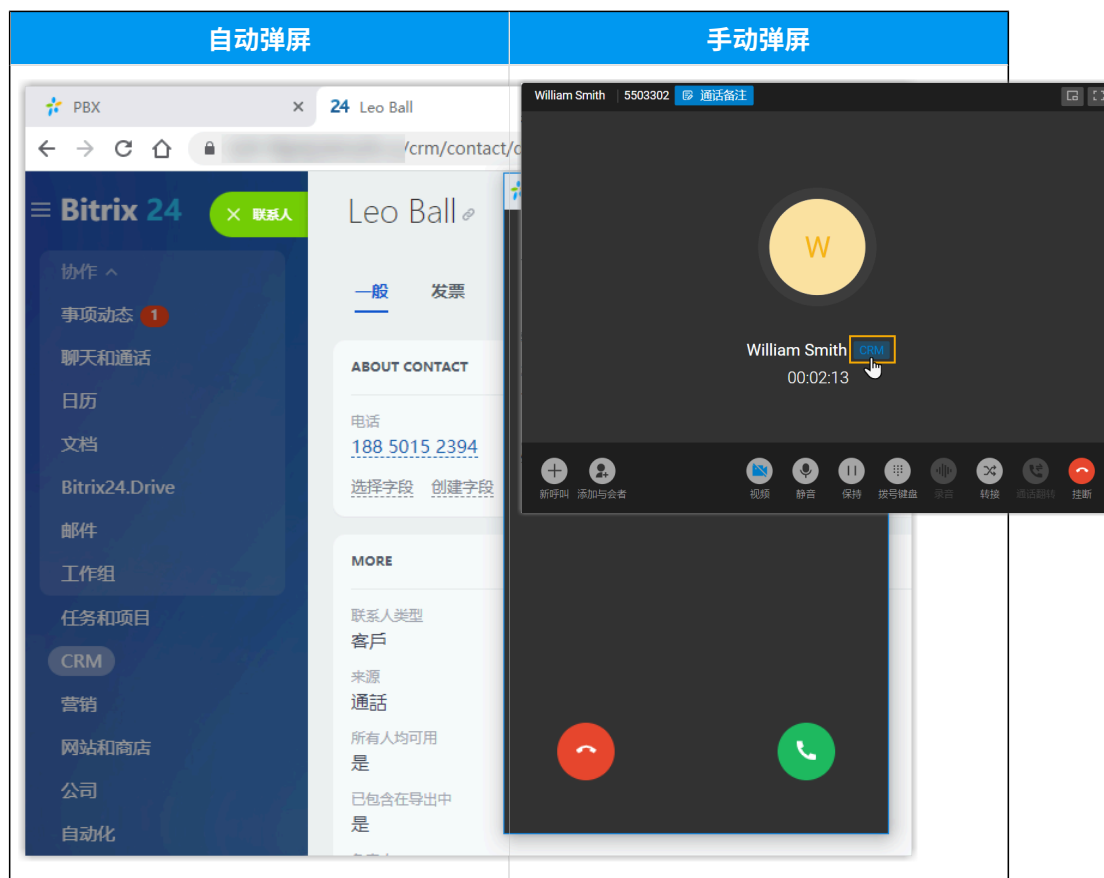 自动弹屏
手动弹屏
PBX
24 Leo Ball
/crm/contact/
Bitrix 24
联系人
协作
事项动态 1
聊天和通话
日历
文档
Bitrix24.Drive
邮件
工作组
任务和项目
CRM
营销
网站和商店
公司
自动化
Leo Ball
一般 发票
ABOUT CONTACT
电话
188 5015 2394
选择字段 创建字段
MORE
联系人类型
客戶
来源
通話
所有人均可用
是
已包含在导出中
是
William Smith 5503302 通话备注
W
William Smith CRM
00:02:13
新呼叫 添加与会者 视频 静音 保持 拨号键盘 录音 转接 通话翻转 挂断